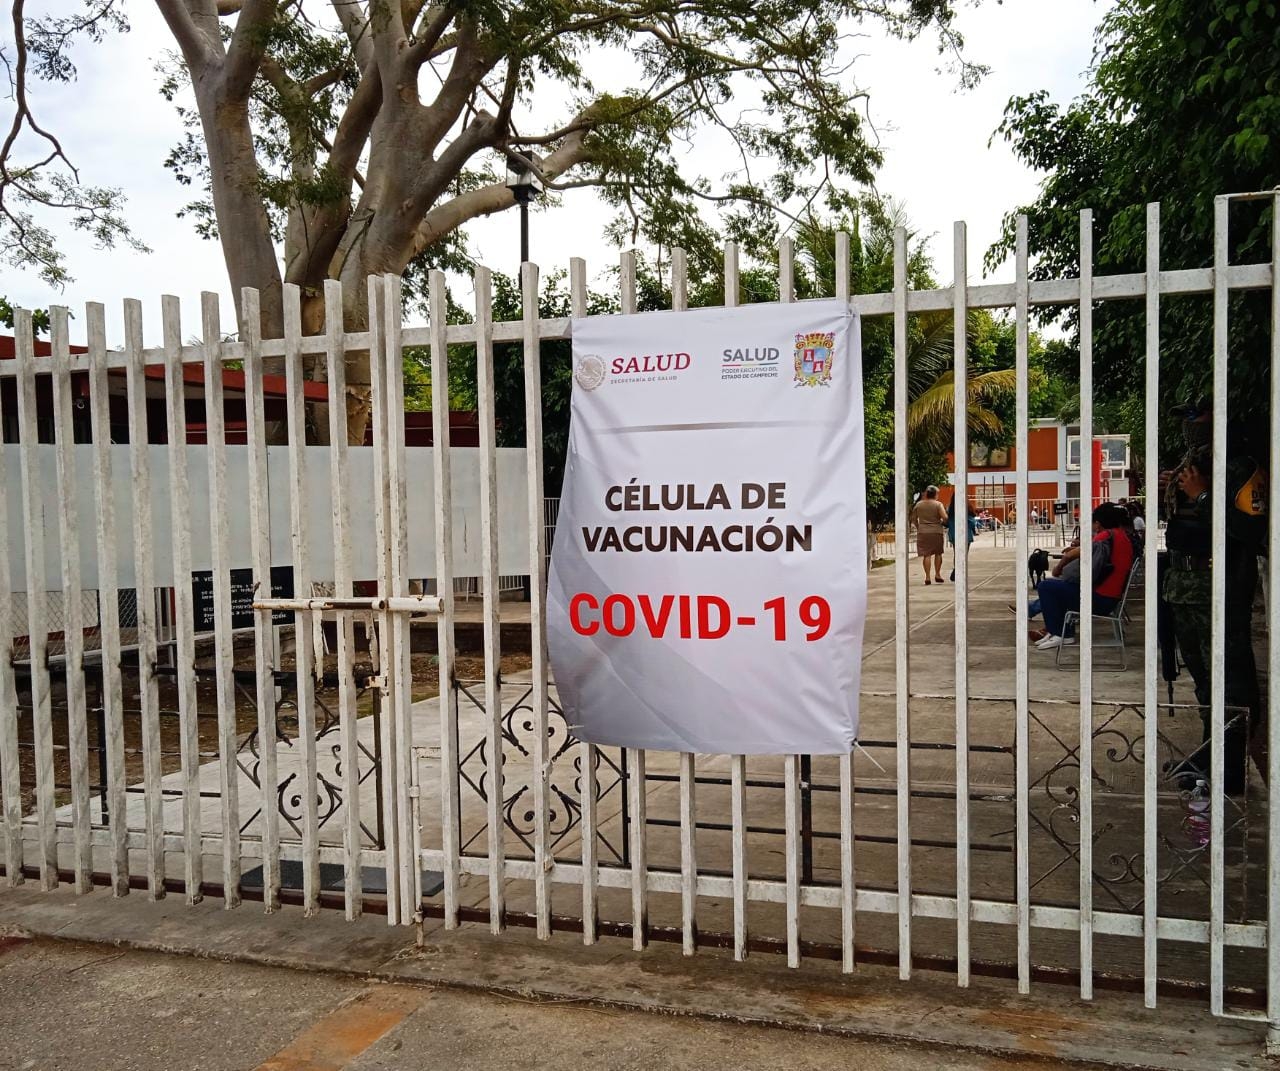 SALUD
SECRETARÍA DE SALUD
SALUD
PODER EJECUTIVO DEL
ESTADO DE CAMPECHE
CÉLULA DE
VACUNACIÓN
COVID-19